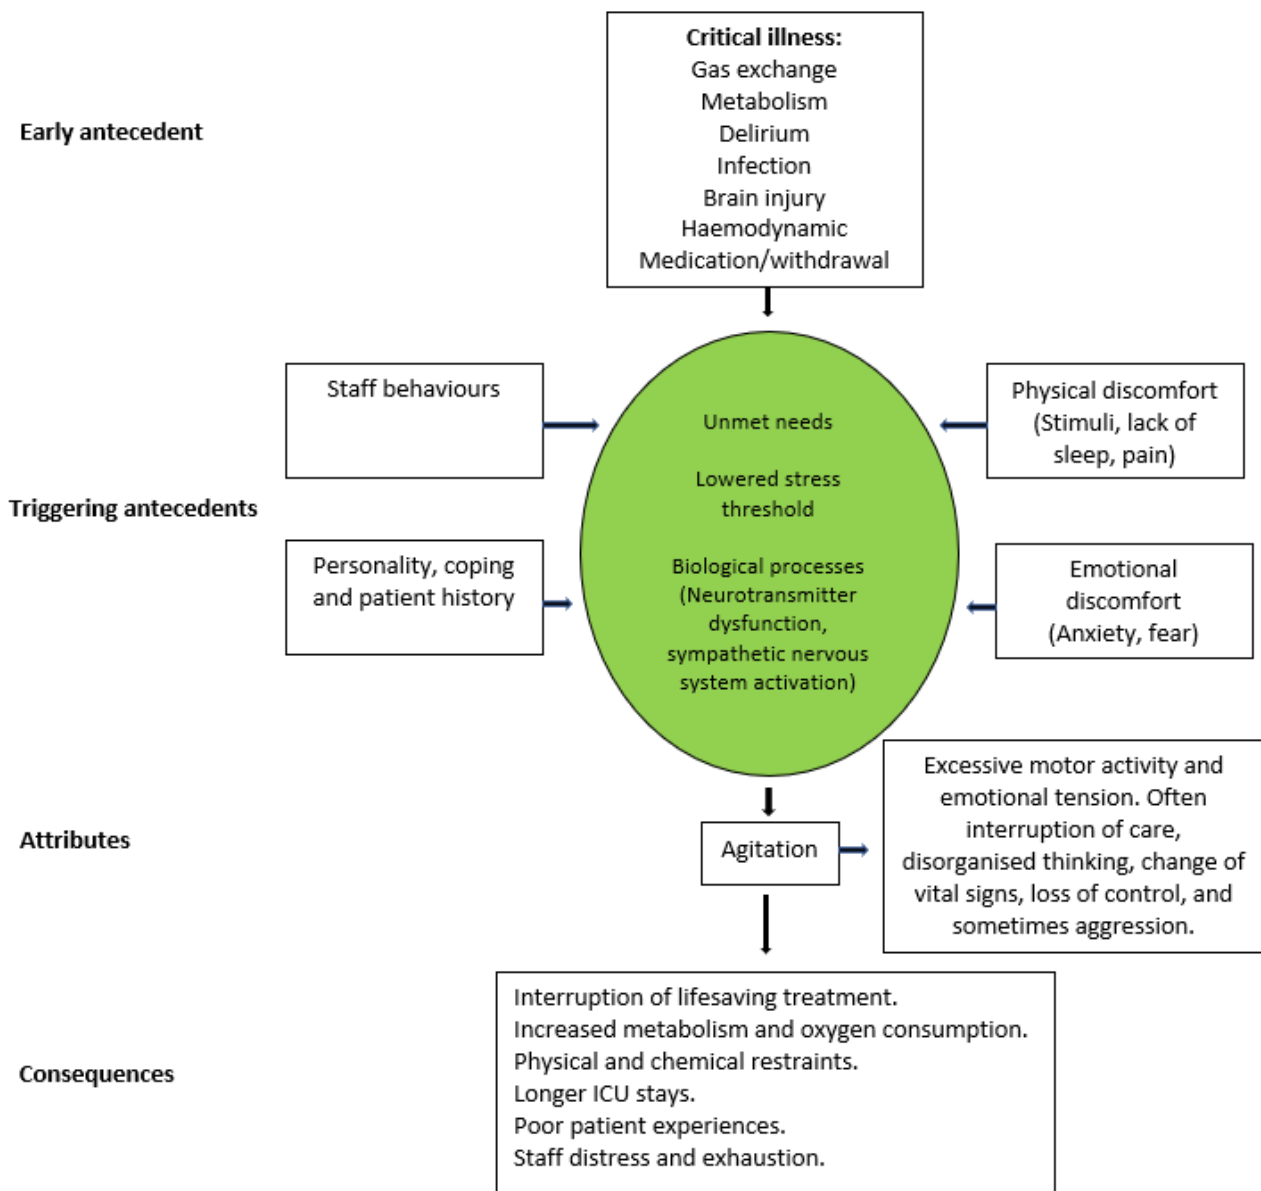 Critical illness:
Gas exchange
Metabolism
Delirium
Infection
Brain injury
Haemodynamic
Medication/withdrawal
Early antecedent
Staff behaviours
Physical discomfort
(Stimuli, lack of
sleep, pain)
Unmet needs
Lowered stress
threshold
Biological processes
(Neurotransmitter
dysfunction,
sympathetic nervous
system activation)
Triggering antecedents
Personality, coping
and patient history
Emotional
discomfort
(Anxiety, fear)
Attributes
Agitation
Excessive motor activity and
emotional tension. Often
interruption of care,
disorganised thinking, change of
vital signs, loss of control, and
sometimes aggression.
Consequences
Interruption of lifesaving treatment.
Increased metabolism and oxygen consumption.
Physical and chemical restraints.
Longer ICU stays.
Poor patient experiences.
Staff distress and exhaustion.